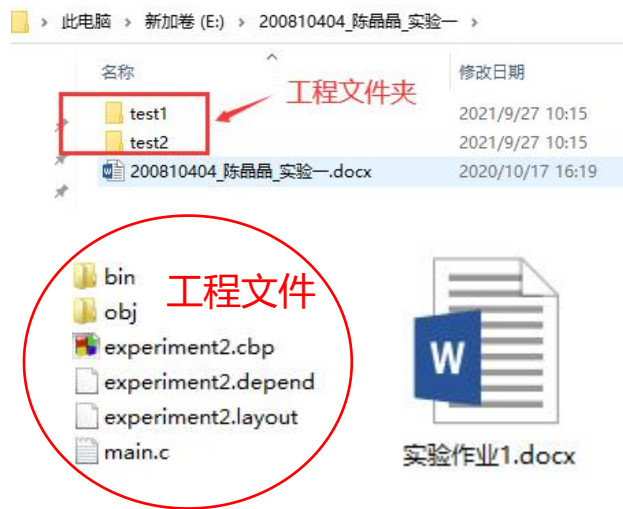 › 此电脑 › 新加卷 (E:) › 200810404_陈晶晶_实验一 ›
名称 修改日期
工程文件夹
test1 2021/9/27 10:15
test2 2021/9/27 10:15
200810404_陈晶晶_实验一.docx 2020/10/17 16:19
bin
工程文件
obj
experiment2.cbp
experiment2.depend
experiment2.layout
main.c
W
实验作业1.docx